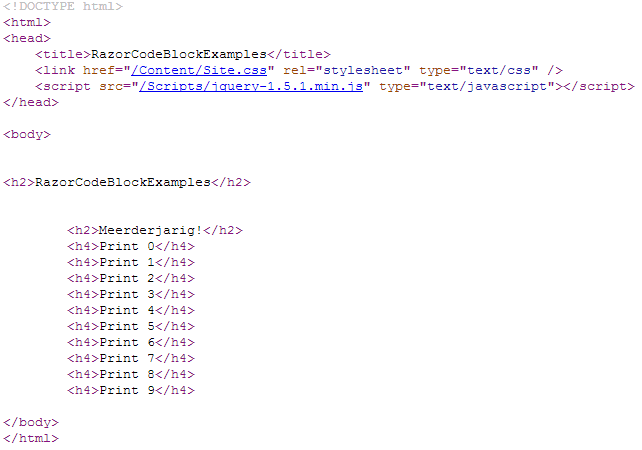 <!DOCTYPE html>
<html>
<head>
    <title>RazorCodeBlockExamples</title>
    <link href="/Content/Site.css" rel="stylesheet" type="text/css" />
    <script src="/Scripts/jquery-1.5.1.min.js" type="text/javascript"></script>
</head>
<body>
<h2>RazorCodeBlockExamples</h2>
        <h2>Meerderjarig!</h2>
        <h4>Print 0</h4>
        <h4>Print 1</h4>
        <h4>Print 2</h4>
        <h4>Print 3</h4>
        <h4>Print 4</h4>
        <h4>Print 5</h4>
        <h4>Print 6</h4>
        <h4>Print 7</h4>
        <h4>Print 8</h4>
        <h4>Print 9</h4>
</body>
</html>